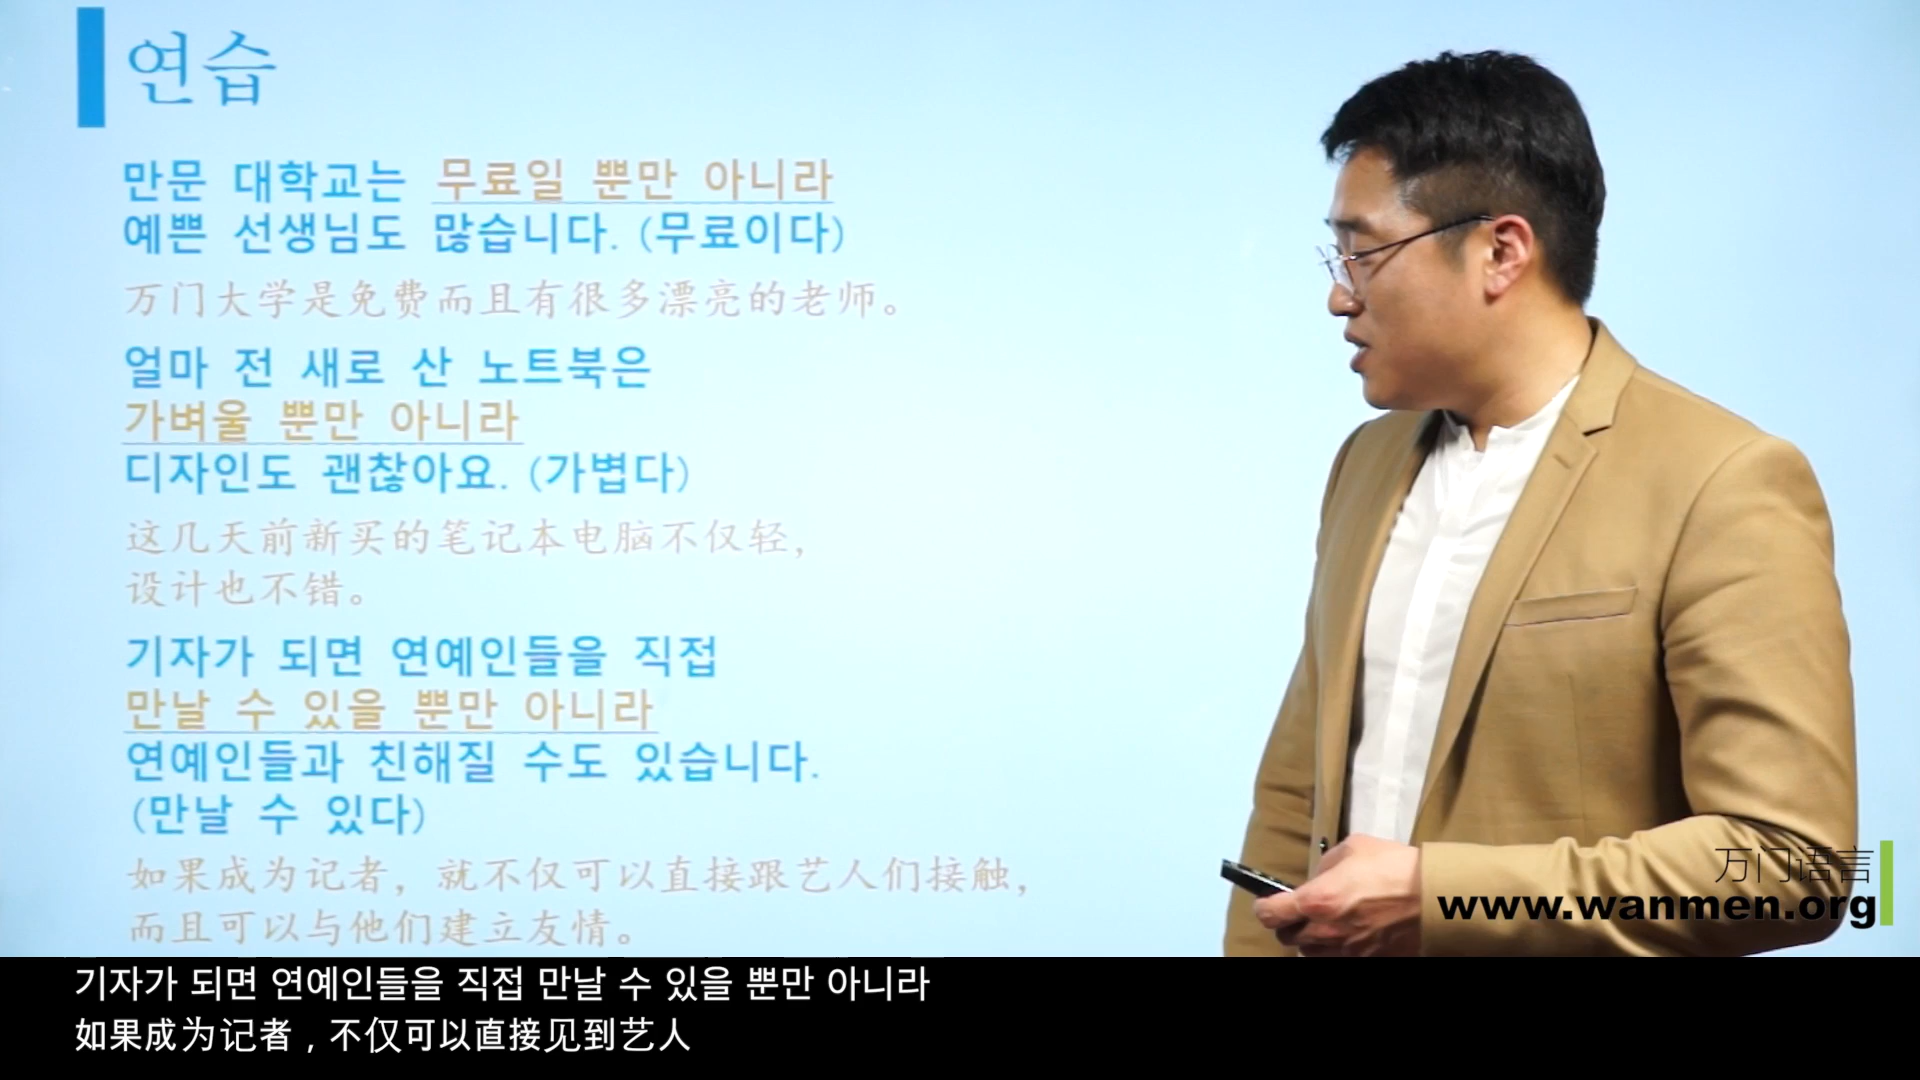 연습
만문 대학교는 무료일 뿐만 아니라
예쁜 선생님도 많습니다. (무료이다)
万门大学是免费而且有很多漂亮的老师。
얼마 전 새로 산 노트북은
가벼울 뿐만 아니라
디자인도 괜찮아요. (가볍다)
这几天前新买的笔记本电脑不仅轻，
设计也不错。
기자가 되면 연예인들을 직접
만날 수 있을 뿐만 아니라
연예인들과 친해질 수도 있습니다.
(만날 수 있다)
如果成为记者，就不仅可以直接跟艺人们接触，
而且可以与他们建立友情。
万门语言
www.wanmen.org
기자가 되면 연예인들을 직접 만날 수 있을 뿐만 아니라
如果成为记者，不仅可以直接见到艺人